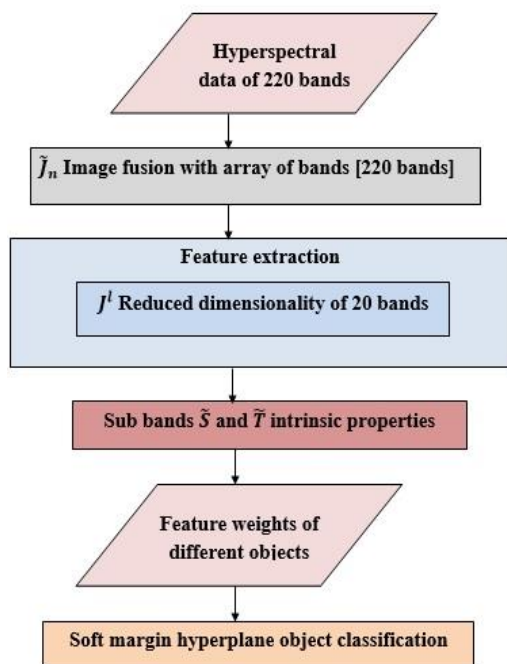 Hyperspectral
data of 220 bands
J̃ₙ Image fusion with array of bands [220 bands]
Feature extraction
Jˡ Reduced dimensionality of 20 bands
Sub bands S̃ and T̃ intrinsic properties
Feature weights of
different objects
Soft margin hyperplane object classification